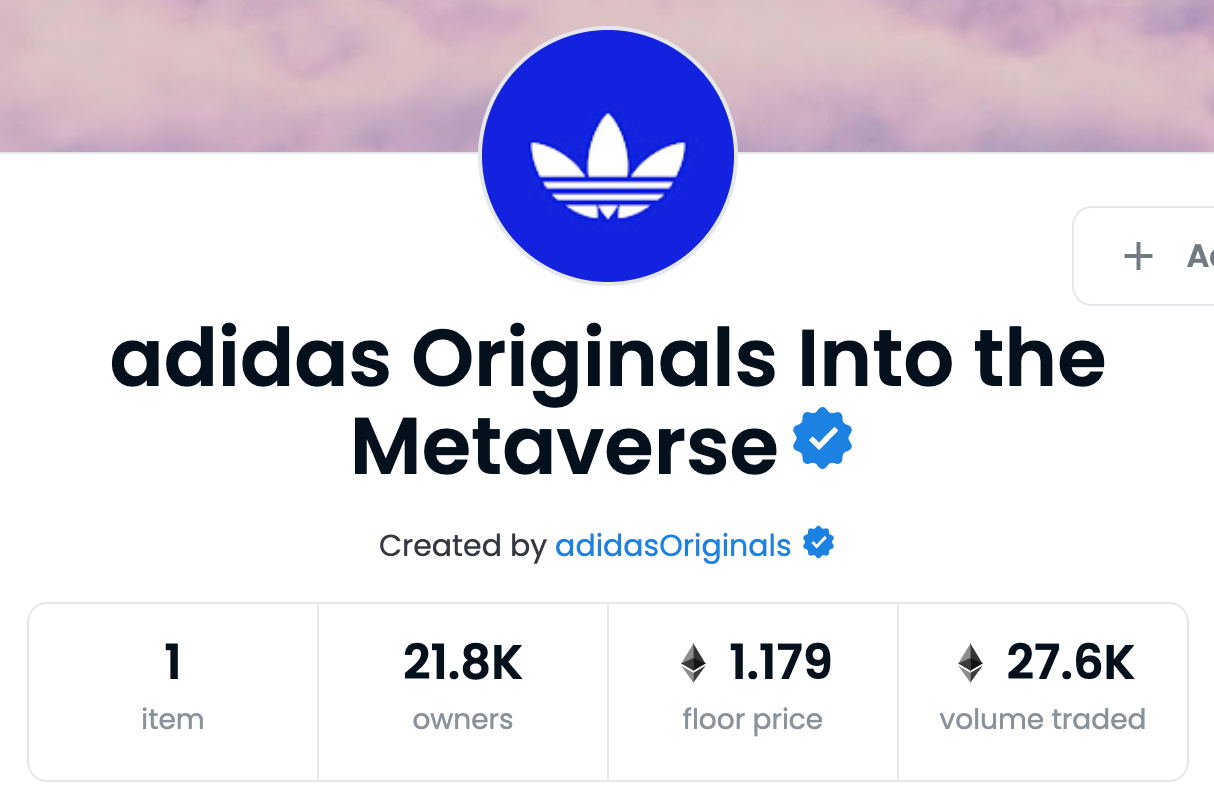 adidas Originals Into the
Metaverse
Created by adidasOriginals
1
item
21.8K
owners
1.179
floor price
27.6K
volume traded